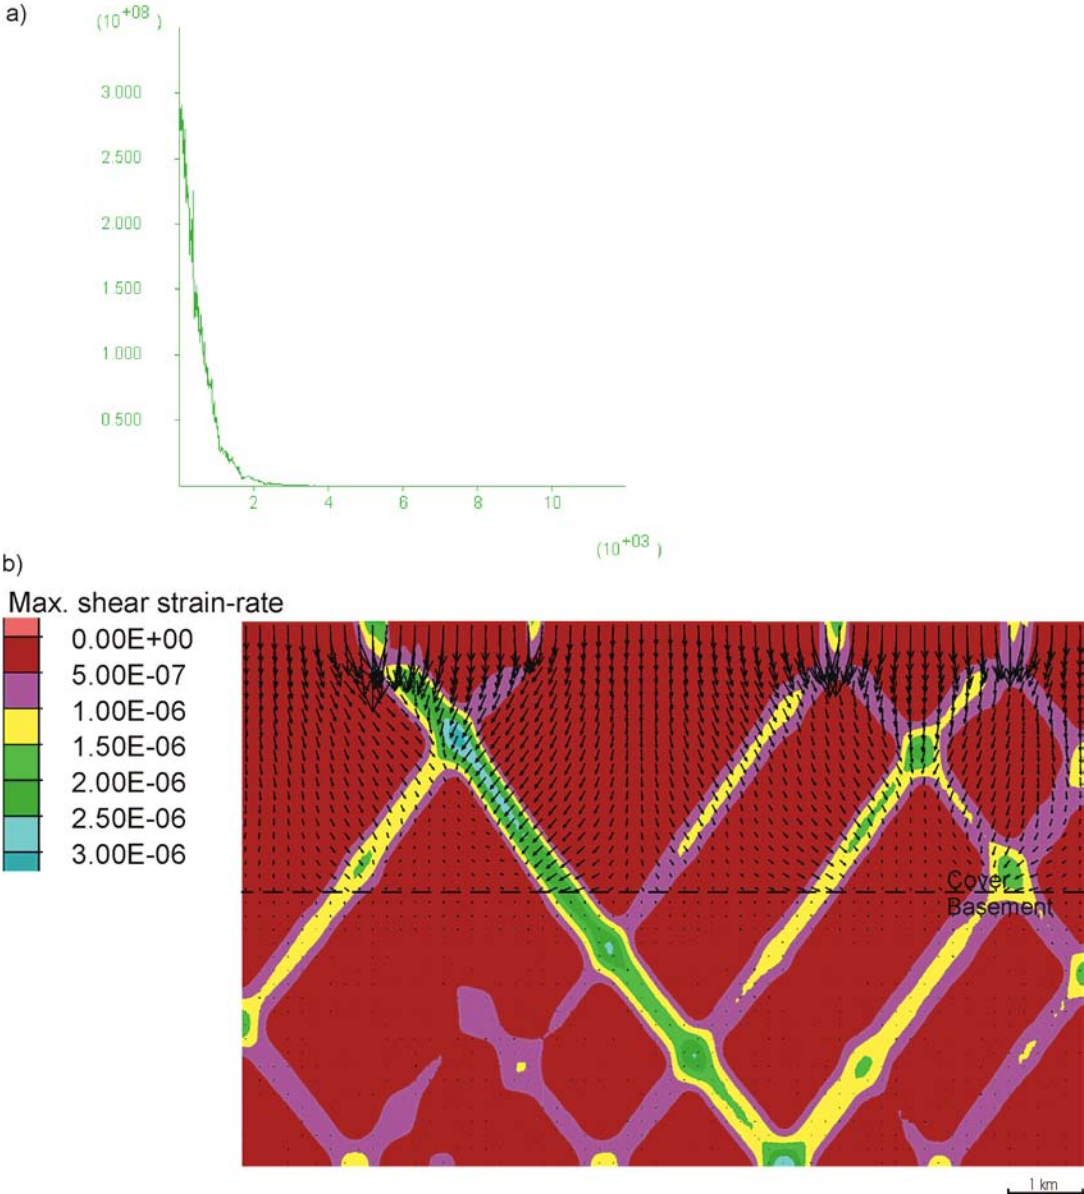 a)
(10+08 )
3.000
2.500
2.000
1.500
1.000
0.500
2 4 6 8 10
(10+03 )
b)
Max. shear strain-rate
0.00E+00
5.00E-07
1.00E-06
1.50E-06
2.00E-06
2.50E-06
3.00E-06
Cover
Basement
1 km